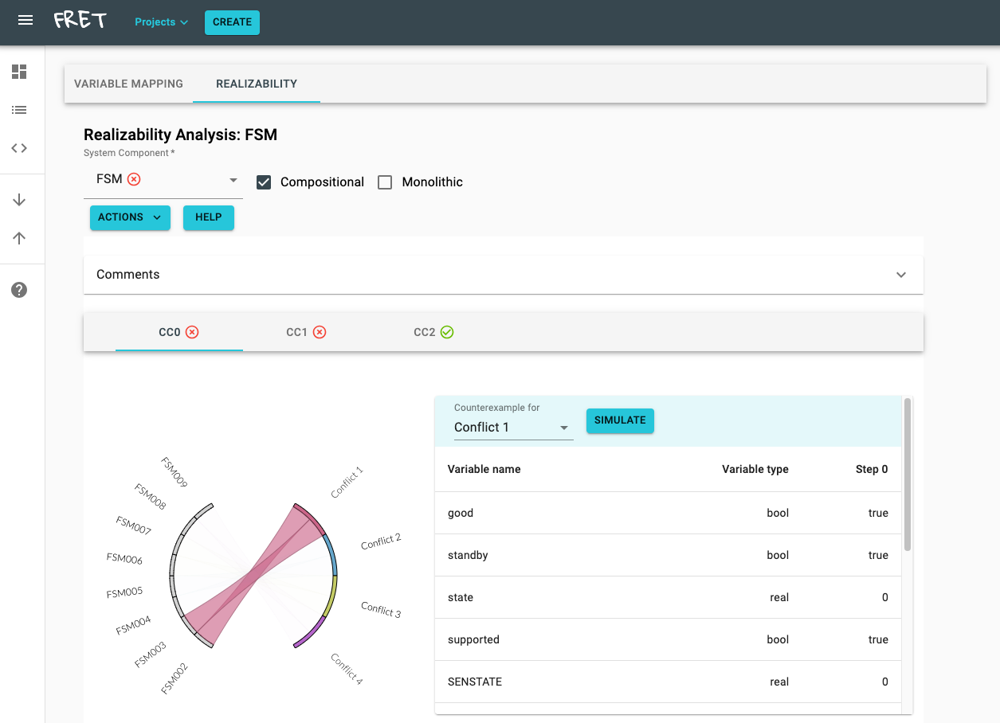 FRET
Projects
CREATE
VARIABLE MAPPING
REALIZABILITY
Realizability Analysis: FSM
System Component *
FSM
Compositional
Monolithic
ACTIONS
HELP
Comments
CC0
CC1
CC2
Counterexample for
Conflict 1
SIMULATE
Variable name Variable type Step 0
good bool true
standby bool true
state real 0
supported bool true
SENSTATE real 0
FSM009
FSM008
FSM007
FSM006
FSM005
FSM004
FSM003
FSM002
Conflict 1
Conflict 2
Conflict 3
Conflict 4